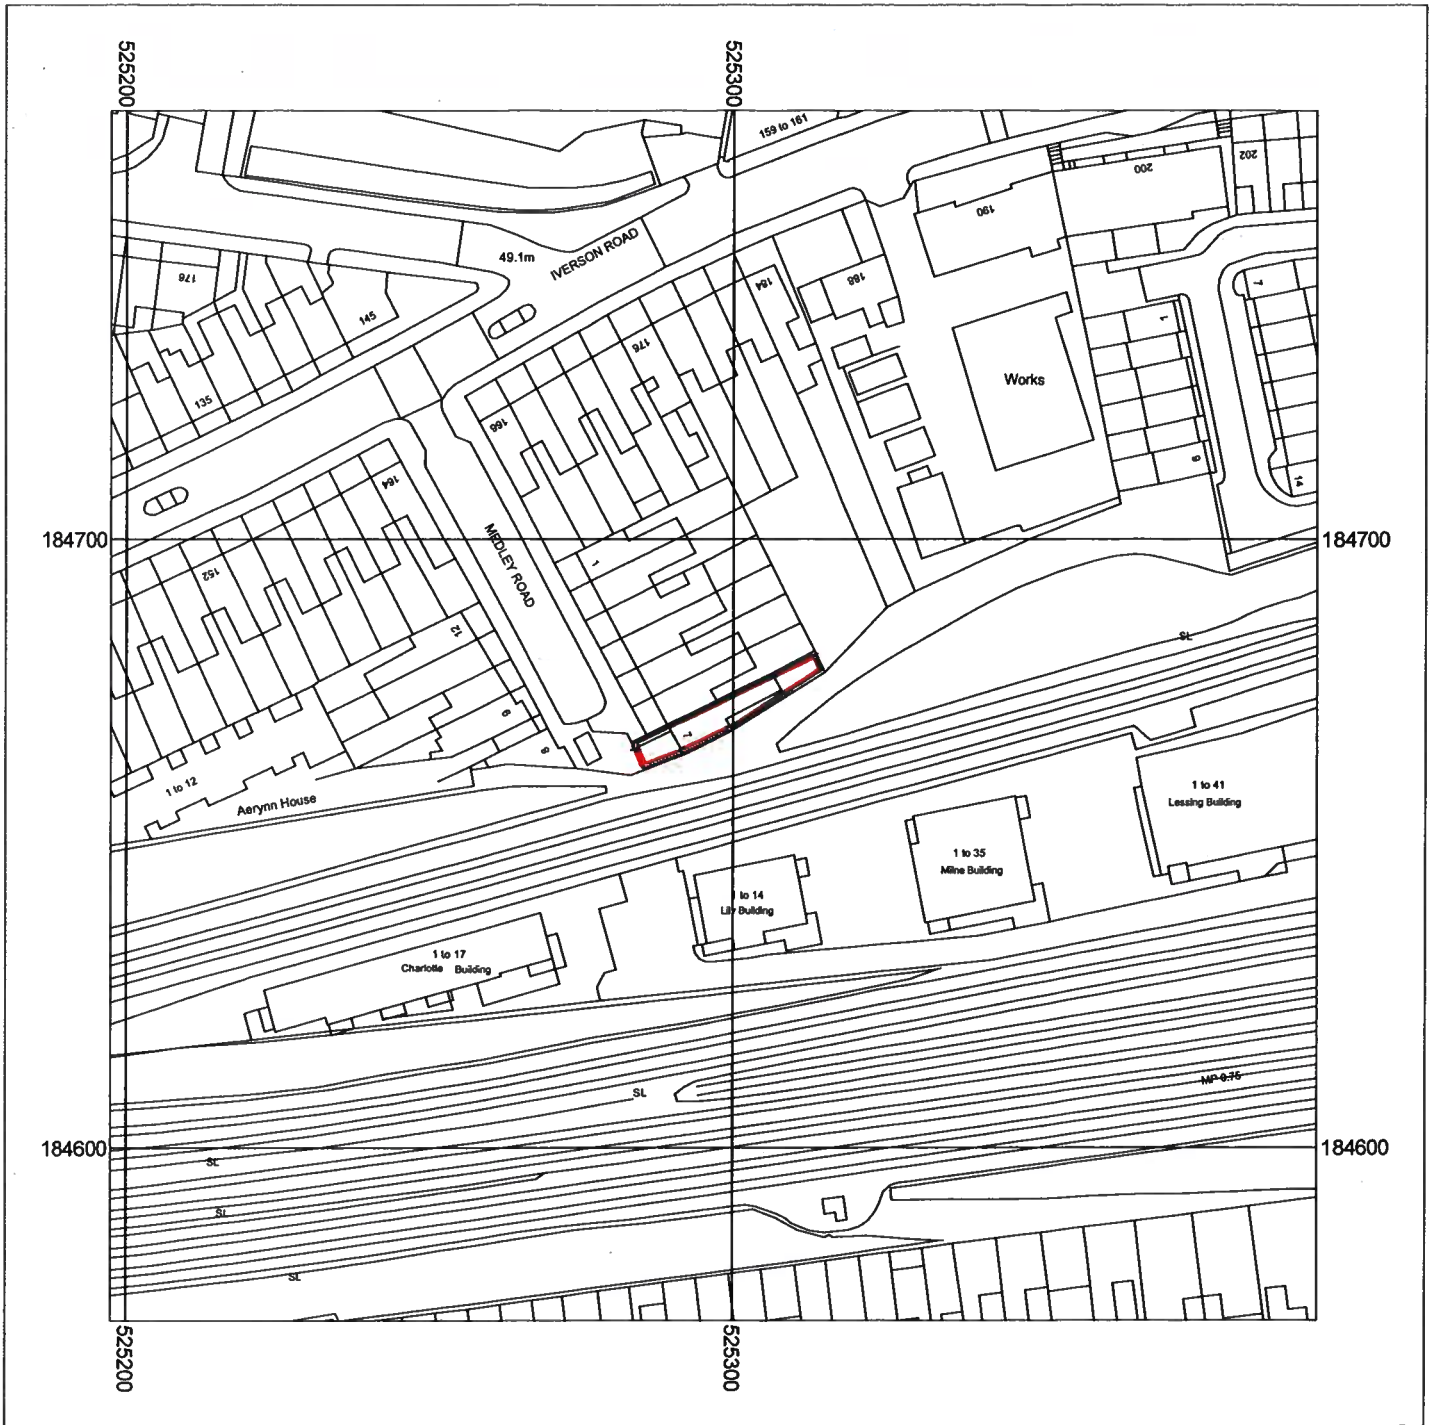 525200
525300
159 to 161
200
202
190
49.1m
IVERSON ROAD
178
184
188
7
145
176
1
Works
135
166
164
9
14
184700
MEDLEY ROAD
184700
1
152
12
SL
6
7
8
1 to 12
Aerynn House
1 to 41
Lessing Building
1 to 35
Milne Building
1 to 14
Lily Building
1 to 17
Charlotte Building
MP 0.75
SL
184600
184600
SL
SL
SL
525200
525300